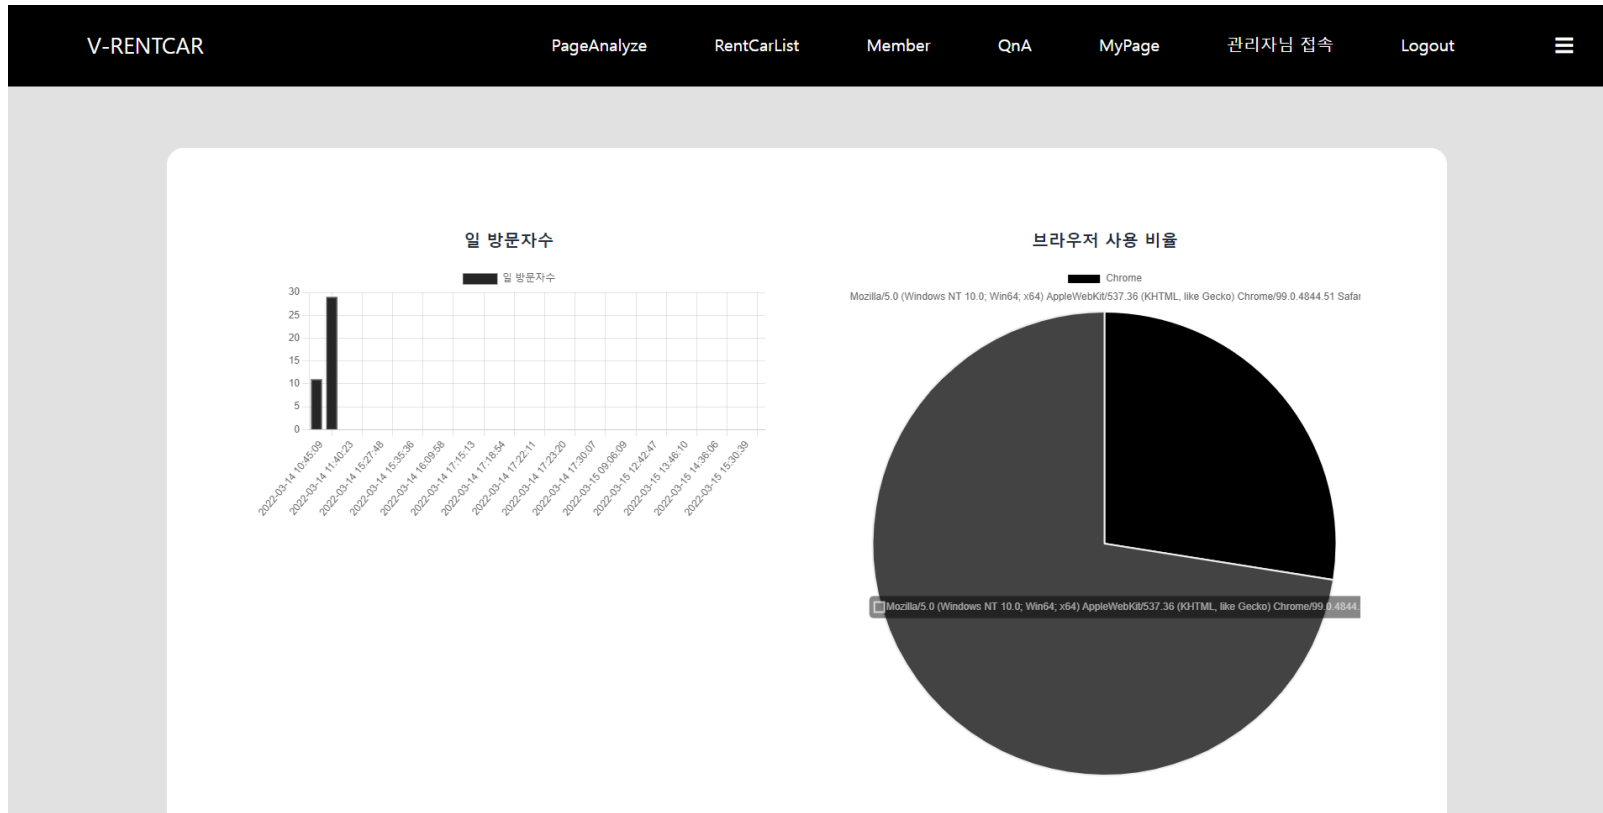 V-RENTCAR
PageAnalyze
RentCarList
Member
QnA
MyPage
관리자님 접속
Logout
일 방문자수
일 방문자수
30
25
20
15
10
5
0
2022-03-14 10:45:09
2022-03-14 11:40:23
2022-03-14 15:27:48
2022-03-14 15:35:36
2022-03-14 16:09:58
2022-03-14 17:15:13
2022-03-14 17:18:54
2022-03-14 17:22:11
2022-03-14 17:23:20
2022-03-14 17:30:07
2022-03-15 09:06:09
2022-03-15 12:42:47
2022-03-15 13:46:10
2022-03-15 14:36:06
2022-03-15 15:30:39
브라우저 사용 비율
Chrome
Mozilla/5.0 (Windows NT 10.0; Win64; x64) AppleWebKit/537.36 (KHTML, like Gecko) Chrome/99.0.4844.51 Safar
Mozilla/5.0 (Windows NT 10.0; Win64; x64) AppleWebKit/537.36 (KHTML, like Gecko) Chrome/99.0.4844.